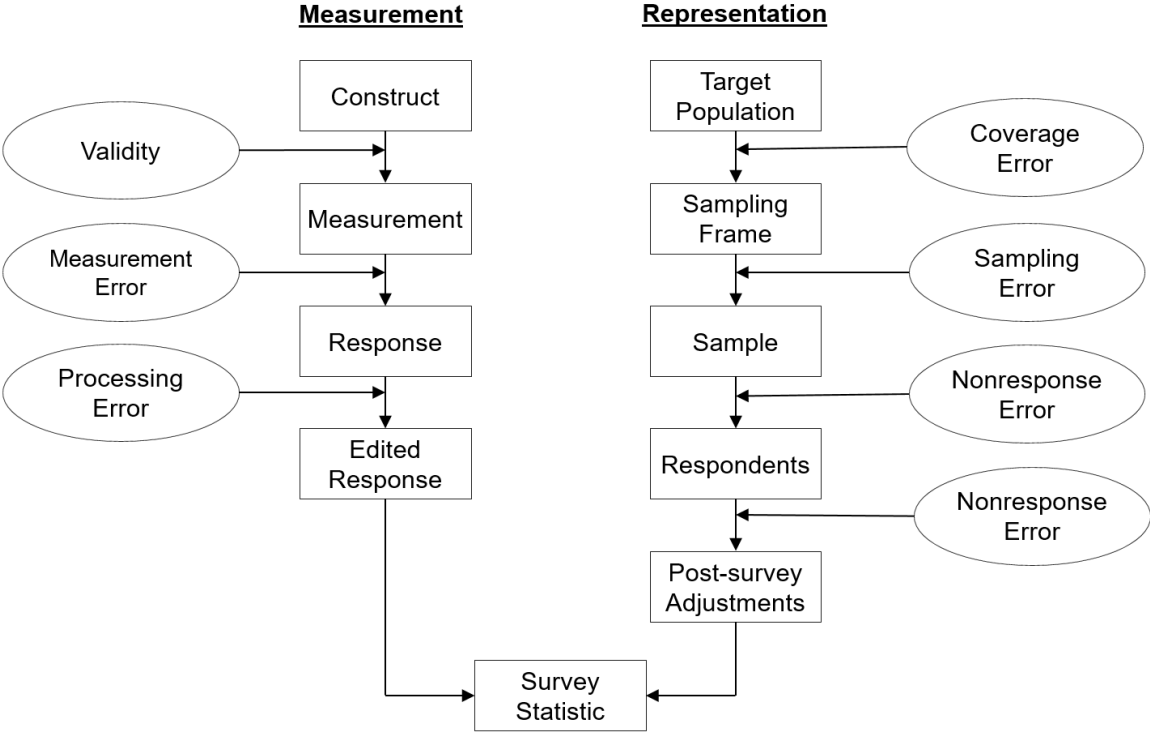 Measurement
Representation
Construct
Target
Population
Validity
Coverage
Error
Measurement
Sampling
Frame
Measurement
Error
Sampling
Error
Response
Sample
Processing
Error
Nonresponse
Error
Edited
Response
Respondents
Nonresponse
Error
Post-survey
Adjustments
Survey
Statistic